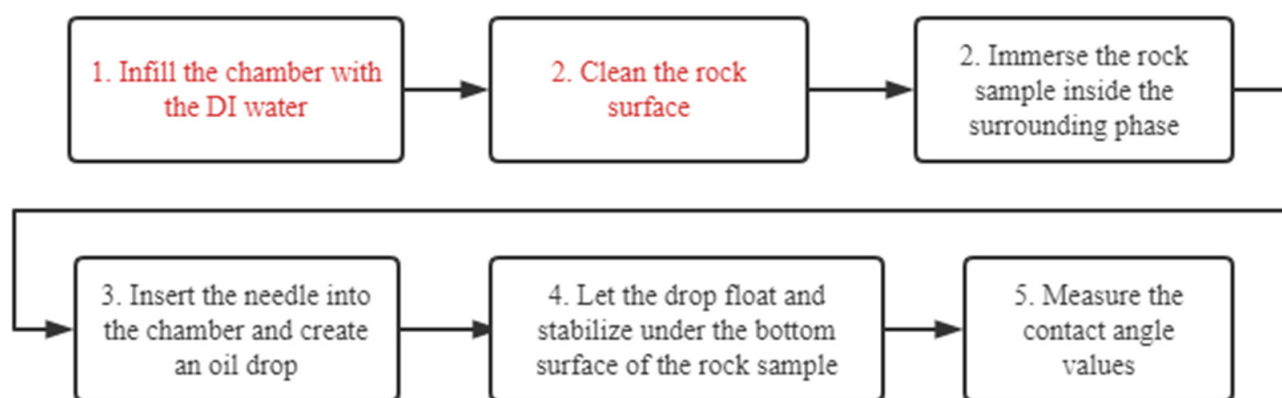 1. Infill the chamber with
the DI water
2. Clean the rock
surface
2. Immerse the rock
sample inside the
surrounding phase
3. Insert the needle into
the chamber and create
an oil drop
4. Let the drop float and
stabilize under the bottom
surface of the rock sample
5. Measure the
contact angle
values